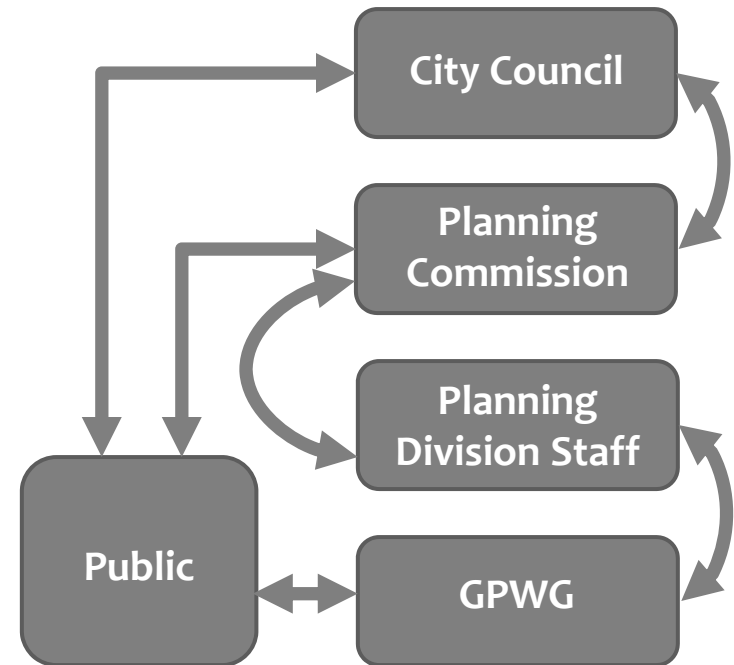 City Council
Planning
Commission
Planning
Division Staff
Public
GPWG